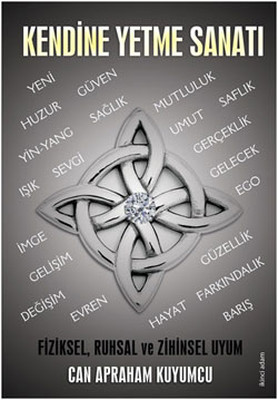 KENDİNE YETME SANATI
YENİ
GÜVEN
MUTLULUK
SAFLIK
HUZUR
SAĞLIK
UMUT
GERÇEKLİK
YİN-YANG
SEVGİ
GELECEK
IŞIK
EGO
İMGE
GÜZELLİK
GELİŞİM
FARKINDALIK
DEĞİŞİM
EVREN
HAYAT
BARIŞ
FİZİKSEL, RUHSAL ve ZİHİNSEL UYUM
CAN APRAHAM KUYUMCU
ikinci adam